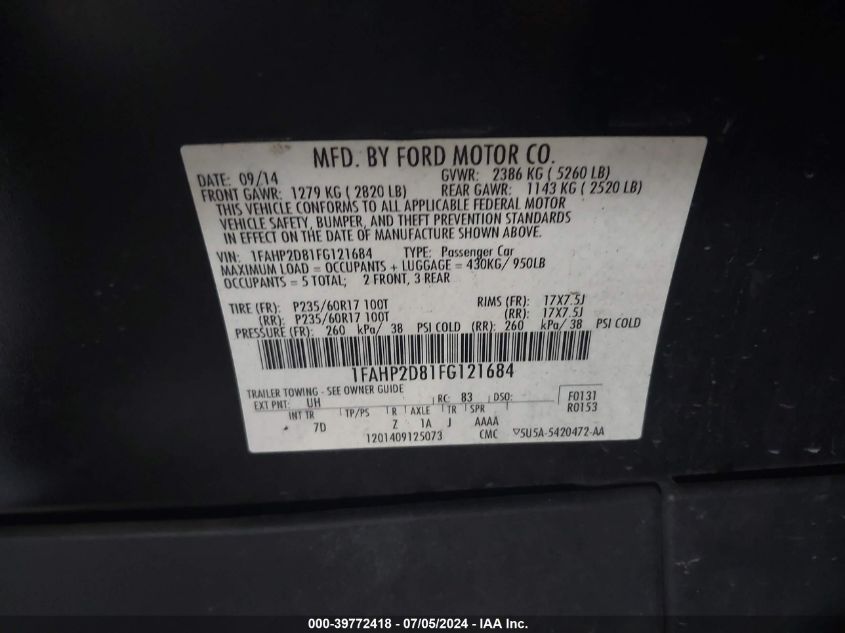 MFD. BY FORD MOTOR CO.
DATE: 09/14 GVWR: 2386 KG ( 5260 LB)
FRONT GAWR: 1279 KG ( 2820 LB) REAR GAWR: 1143 KG ( 2520 LB)
THIS VEHICLE CONFORMS TO ALL APPLICABLE FEDERAL MOTOR
VEHICLE SAFETY, BUMPER, AND THEFT PREVENTION STANDARDS
IN EFFECT ON THE DATE OF MANUFACTURE SHOWN ABOVE.
VIN: 1FAHP2D81FG121684 TYPE: Passenger Car
MAXIMUM LOAD = OCCUPANTS + LUGGAGE = 430KG/ 950LB
OCCUPANTS = 5 TOTAL; 2 FRONT, 3 REAR
TIRE (FR): P235/60R17 100T RIMS (FR): 17X7.5J
(RR): P235/60R17 100T (RR): 17X7.5J
PRESSURE (FR): 260 kPa/ 38 PSI COLD (RR): 260 kPa/ 38 PSI COLD
1FAHP2D81FG121684
TRAILER TOWING - SEE OWNER GUIDE
EXT PNT: UH RC: 83 DSO: F0131
INT TR TP/PS R AXLE TR SPR R0153
7D Z 1A J AAAA
1201409125073 CMC 5U5A-5420472-AA
000-39772418 - 07/05/2024 - IAA Inc.